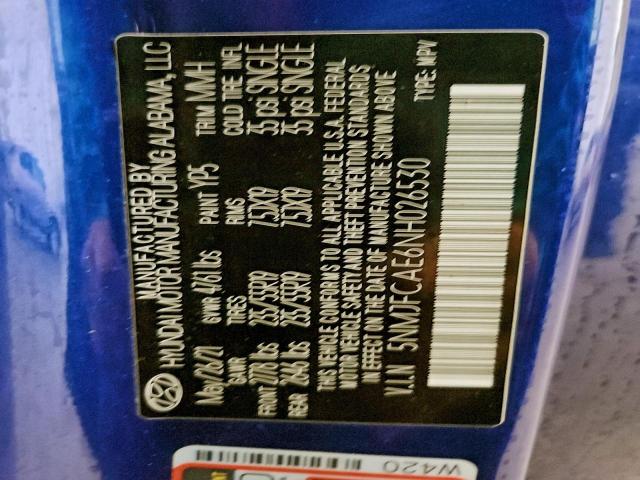 MANUFACTURED BY
HYUNDAI MOTOR MANUFACTURING ALABAMA, LLC
May/26/21 GVWR 4761 lbs PAINT YP5 TRIM MMH
GAWR TIRES RIMS COLD TIRE INFL
FRONT 2778 lbs 235/55R19 7.5JX19 35 psi SINGLE
REAR 2646 lbs 235/55R19 7.5JX19 35 psi SINGLE
THIS VEHICLE CONFORMS TO ALL APPLICABLE U.S.A. FEDERAL
MOTOR VEHICLE SAFETY AND THEFT PREVENTION STANDARDS
IN EFFECT ON THE DATE OF MANUFACTURE SHOWN ABOVE
V.I.N 5NMJFCAE6NH026530 TYPE: MPV
W420